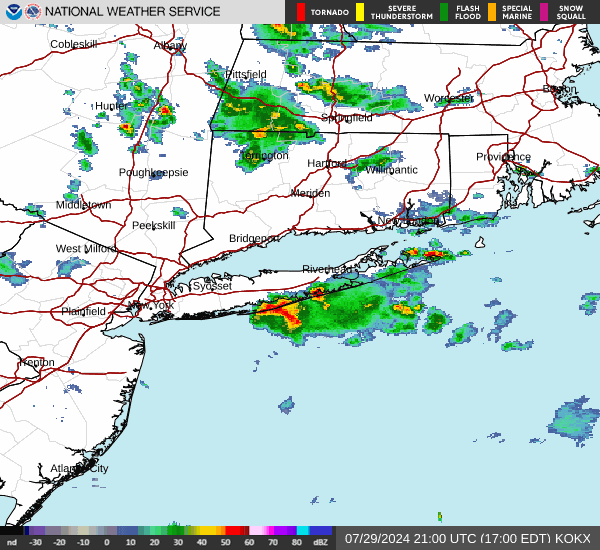 NATIONAL WEATHER SERVICE
TORNADO
SEVERE THUNDERSTORM
FLASH FLOOD
SPECIAL MARINE
SNOW SQUALL
Cobleskill
Albany
Pittsfield
Hunter
Worcester
Boston
Springfield
Torrington
Hartford
Willimantic
Providence
Poughkeepsie
Meriden
Middletown
Peekskill
New London
Bridgeport
West Milford
Riverhead
Syosset
New York
Plainfield
Trenton
Atlantic City
nd -30 -20 -10 0 10 20 30 40 50 60 70 80 dBZ
07/29/2024 21:00 UTC (17:00 EDT) KOKX